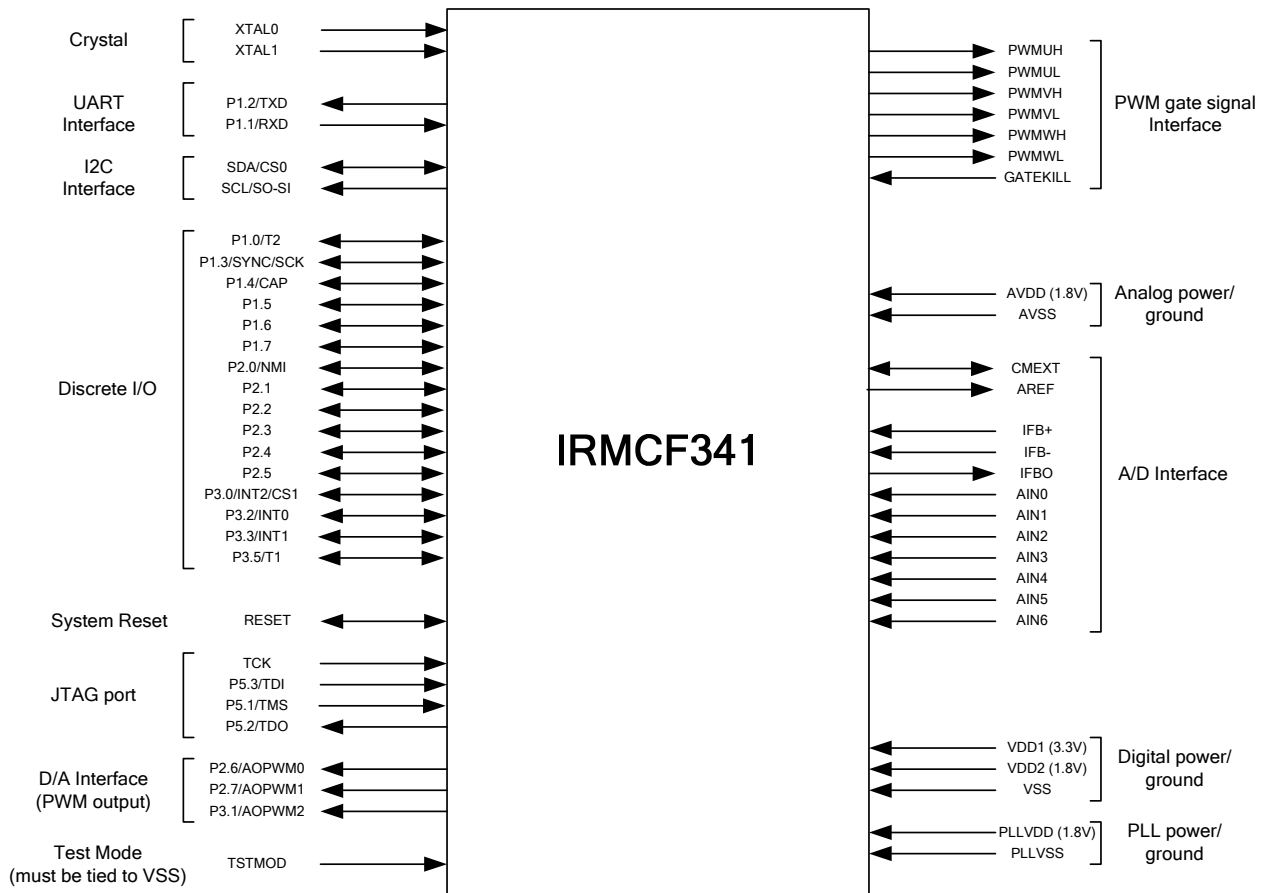 Crystal
XTAL0
XTAL1
UART
Interface
P1.2/TXD
P1.1/RXD
I2C
Interface
SDA/CS0
SCL/SO-SI
Discrete I/O
P1.0/T2
P1.3/SYNC/SCK
P1.4/CAP
P1.5
P1.6
P1.7
P2.0/NMI
P2.1
P2.2
P2.3
P2.4
P2.5
P3.0/INT2/CS1
P3.2/INT0
P3.3/INT1
P3.5/T1
System Reset
RESET
JTAG port
TCK
P5.3/TDI
P5.1/TMS
P5.2/TDO
D/A Interface
(PWM output)
P2.6/AOPWM0
P2.7/AOPWM1
P3.1/AOPWM2
Test Mode
(must be tied to VSS)
TSTMOD
IRMCF341
PWMUH
PWMUL
PWMVH
PWMVL
PWMWH
PWMWL
GATEKILL
PWM gate signal
Interface
AVDD (1.8V)
AVSS
Analog power/
ground
CMEXT
AREF
IFB+
IFB-
IFBO
AIN0
AIN1
AIN2
AIN3
AIN4
AIN5
AIN6
A/D Interface
VDD1 (3.3V)
VDD2 (1.8V)
VSS
Digital power/
ground
PLLVDD (1.8V)
PLLVSS
PLL power/
ground